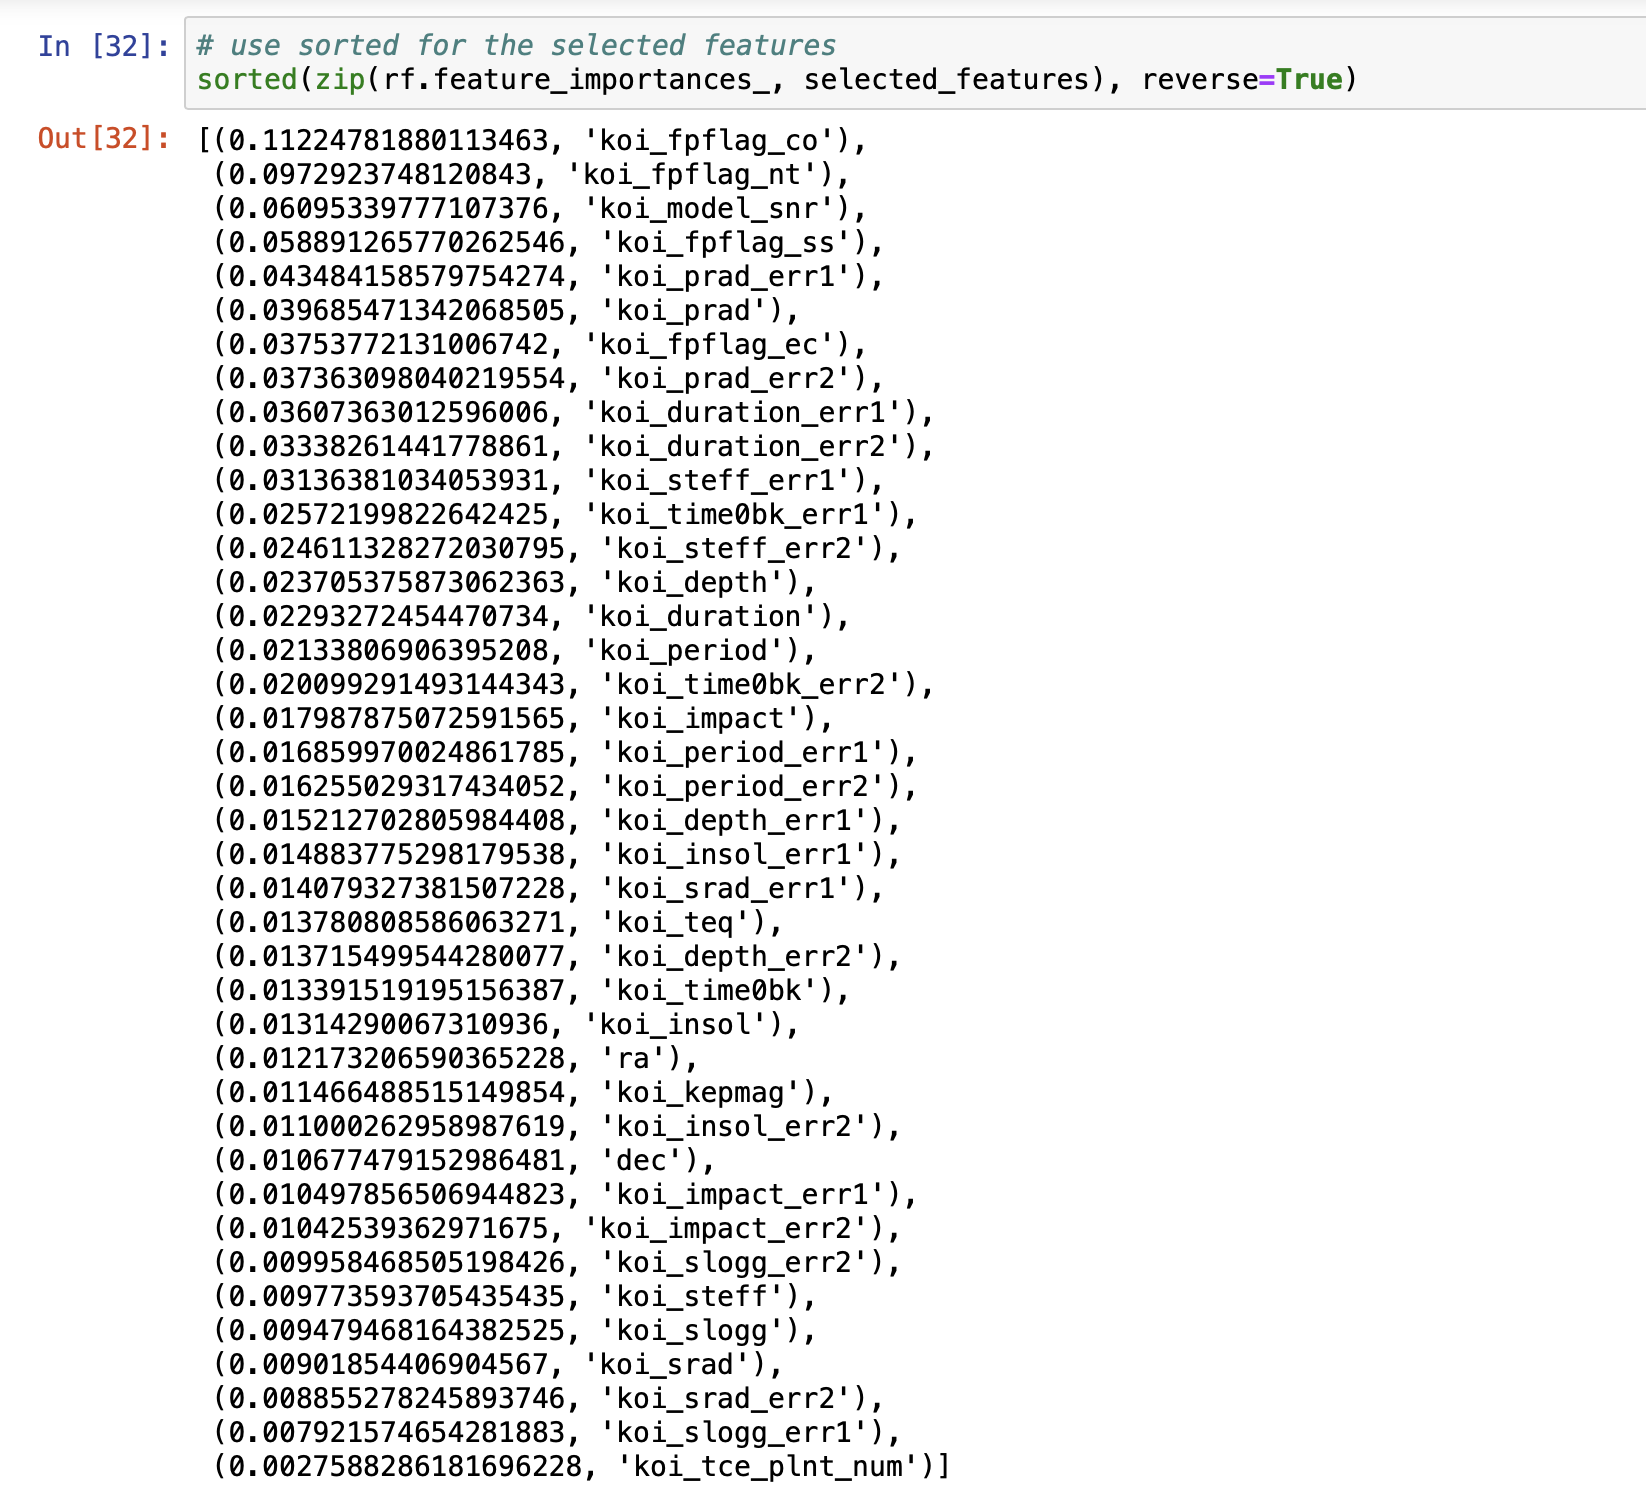 In [32]: # use sorted for the selected features
sorted(zip(rf.feature_importances_, selected_features), reverse=True)
Out[32]: [(0.11224781880113463, 'koi_fpflag_co'),
(0.0972923748120843, 'koi_fpflag_nt'),
(0.06095339777107376, 'koi_model_snr'),
(0.058891265770262546, 'koi_fpflag_ss'),
(0.043484158579754274, 'koi_prad_err1'),
(0.039685471342068505, 'koi_prad'),
(0.03753772131006742, 'koi_fpflag_ec'),
(0.037363098040219554, 'koi_prad_err2'),
(0.03607363012596006, 'koi_duration_err1'),
(0.03338261441778861, 'koi_duration_err2'),
(0.03136381034053931, 'koi_steff_err1'),
(0.02572199822642425, 'koi_time0bk_err1'),
(0.024611328272030795, 'koi_steff_err2'),
(0.023705375873062363, 'koi_depth'),
(0.02293272454470734, 'koi_duration'),
(0.02133806906395208, 'koi_period'),
(0.020099291493144343, 'koi_time0bk_err2'),
(0.017987875072591565, 'koi_impact'),
(0.016859970024861785, 'koi_period_err1'),
(0.016255029317434052, 'koi_period_err2'),
(0.015212702805984408, 'koi_depth_err1'),
(0.014883775298179538, 'koi_insol_err1'),
(0.014079327381507228, 'koi_srad_err1'),
(0.013780808586063271, 'koi_teq'),
(0.013715499544280077, 'koi_depth_err2'),
(0.013391519195156387, 'koi_time0bk'),
(0.01314290067310936, 'koi_insol'),
(0.012173206590365228, 'ra'),
(0.011466488515149854, 'koi_kepmag'),
(0.011000262958987619, 'koi_insol_err2'),
(0.010677479152986481, 'dec'),
(0.010497856506944823, 'koi_impact_err1'),
(0.01042539362971675, 'koi_impact_err2'),
(0.009958468505198426, 'koi_slogg_err2'),
(0.009773593705435435, 'koi_steff'),
(0.009479468164382525, 'koi_slogg'),
(0.00901854406904567, 'koi_srad'),
(0.008855278245893746, 'koi_srad_err2'),
(0.007921574654281883, 'koi_slogg_err1'),
(0.0027588286181696228, 'koi_tce_plnt_num')]